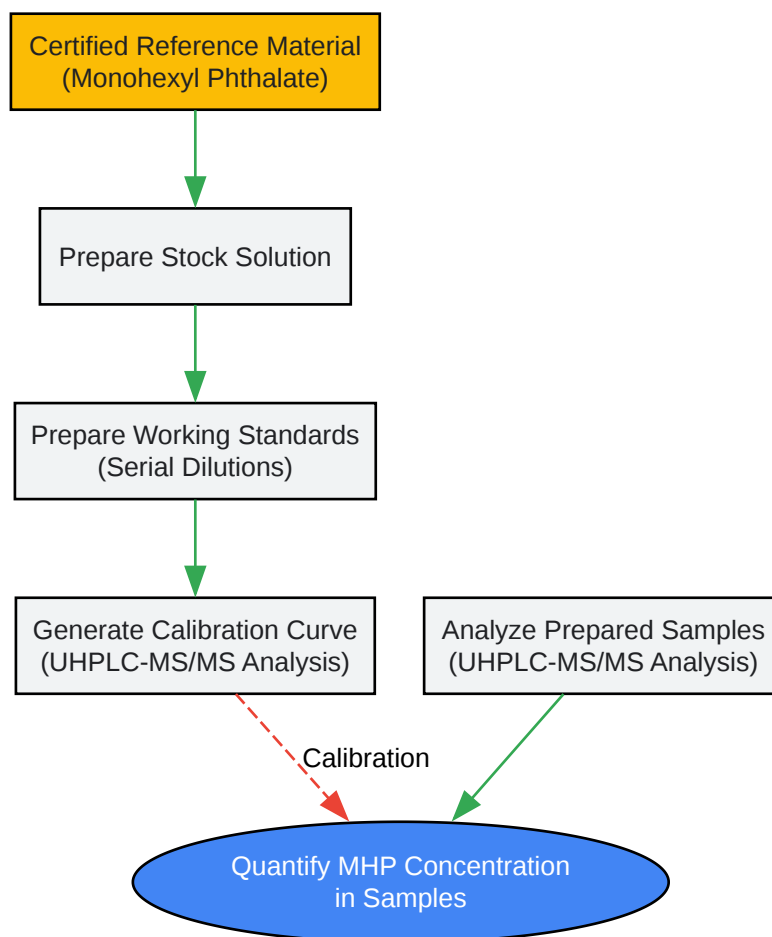 Certified Reference Material
(Monohexyl Phthalate)
Prepare Stock Solution
Prepare Working Standards
(Serial Dilutions)
Generate Calibration Curve
(UHPLC-MS/MS Analysis)
Analyze Prepared Samples
(UHPLC-MS/MS Analysis)
Calibration
Quantify MHP Concentration
in Samples